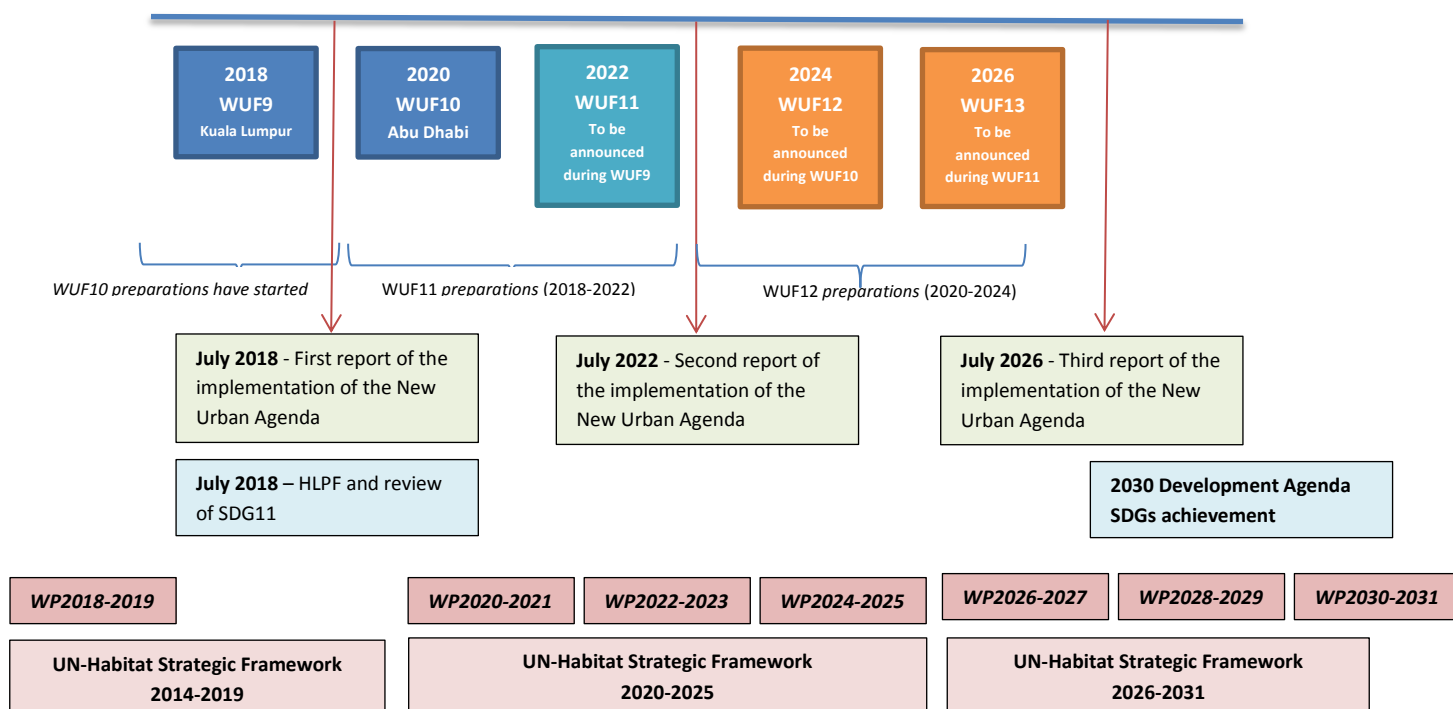 2018
WUF9
Kuala Lumpur
2020
WUF10
Abu Dhabi
2022
WUF11
To be
announced
during WUF9
2024
WUF12
To be
announced
during WUF10
2026
WUF13
To be
announced
during WUF11
WUF10 preparations have started
WUF11 preparations (2018-2022)
WUF12 preparations (2020-2024)
July 2018 - First report of the
implementation of the New
Urban Agenda
July 2022 - Second report of
the implementation of the
New Urban Agenda
July 2026 - Third report of the
implementation of the New
Urban Agenda
July 2018 – HLPF and review
of SDG11
2030 Development Agenda
SDGs achievement
WP2018-2019
WP2020-2021
WP2022-2023
WP2024-2025
WP2026-2027
WP2028-2029
WP2030-2031
UN-Habitat Strategic Framework
2014-2019
UN-Habitat Strategic Framework
2020-2025
UN-Habitat Strategic Framework
2026-2031